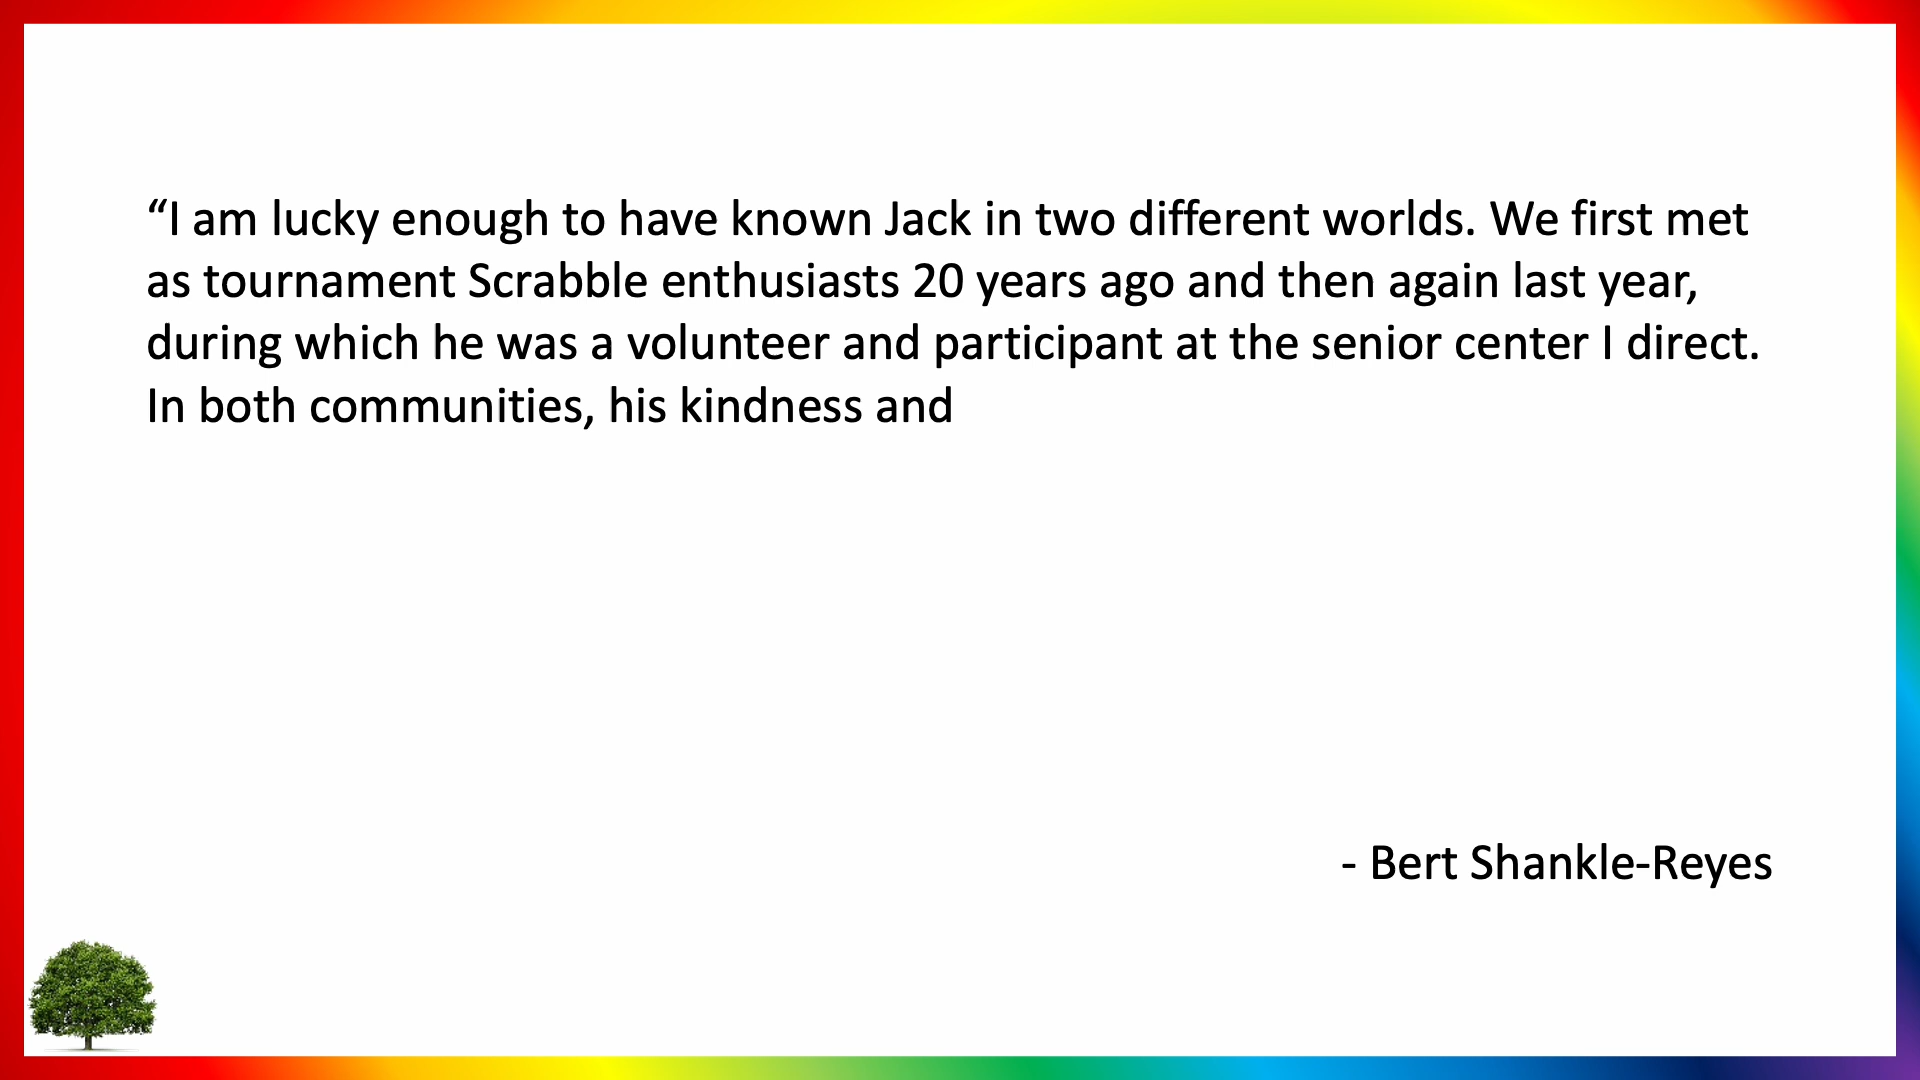 “I am lucky enough to have known Jack in two different worlds. We first met
as tournament Scrabble enthusiasts 20 years ago and then again last year,
during which he was a volunteer and participant at the senior center I direct.
In both communities, his kindness and
- Bert Shankle-Reyes